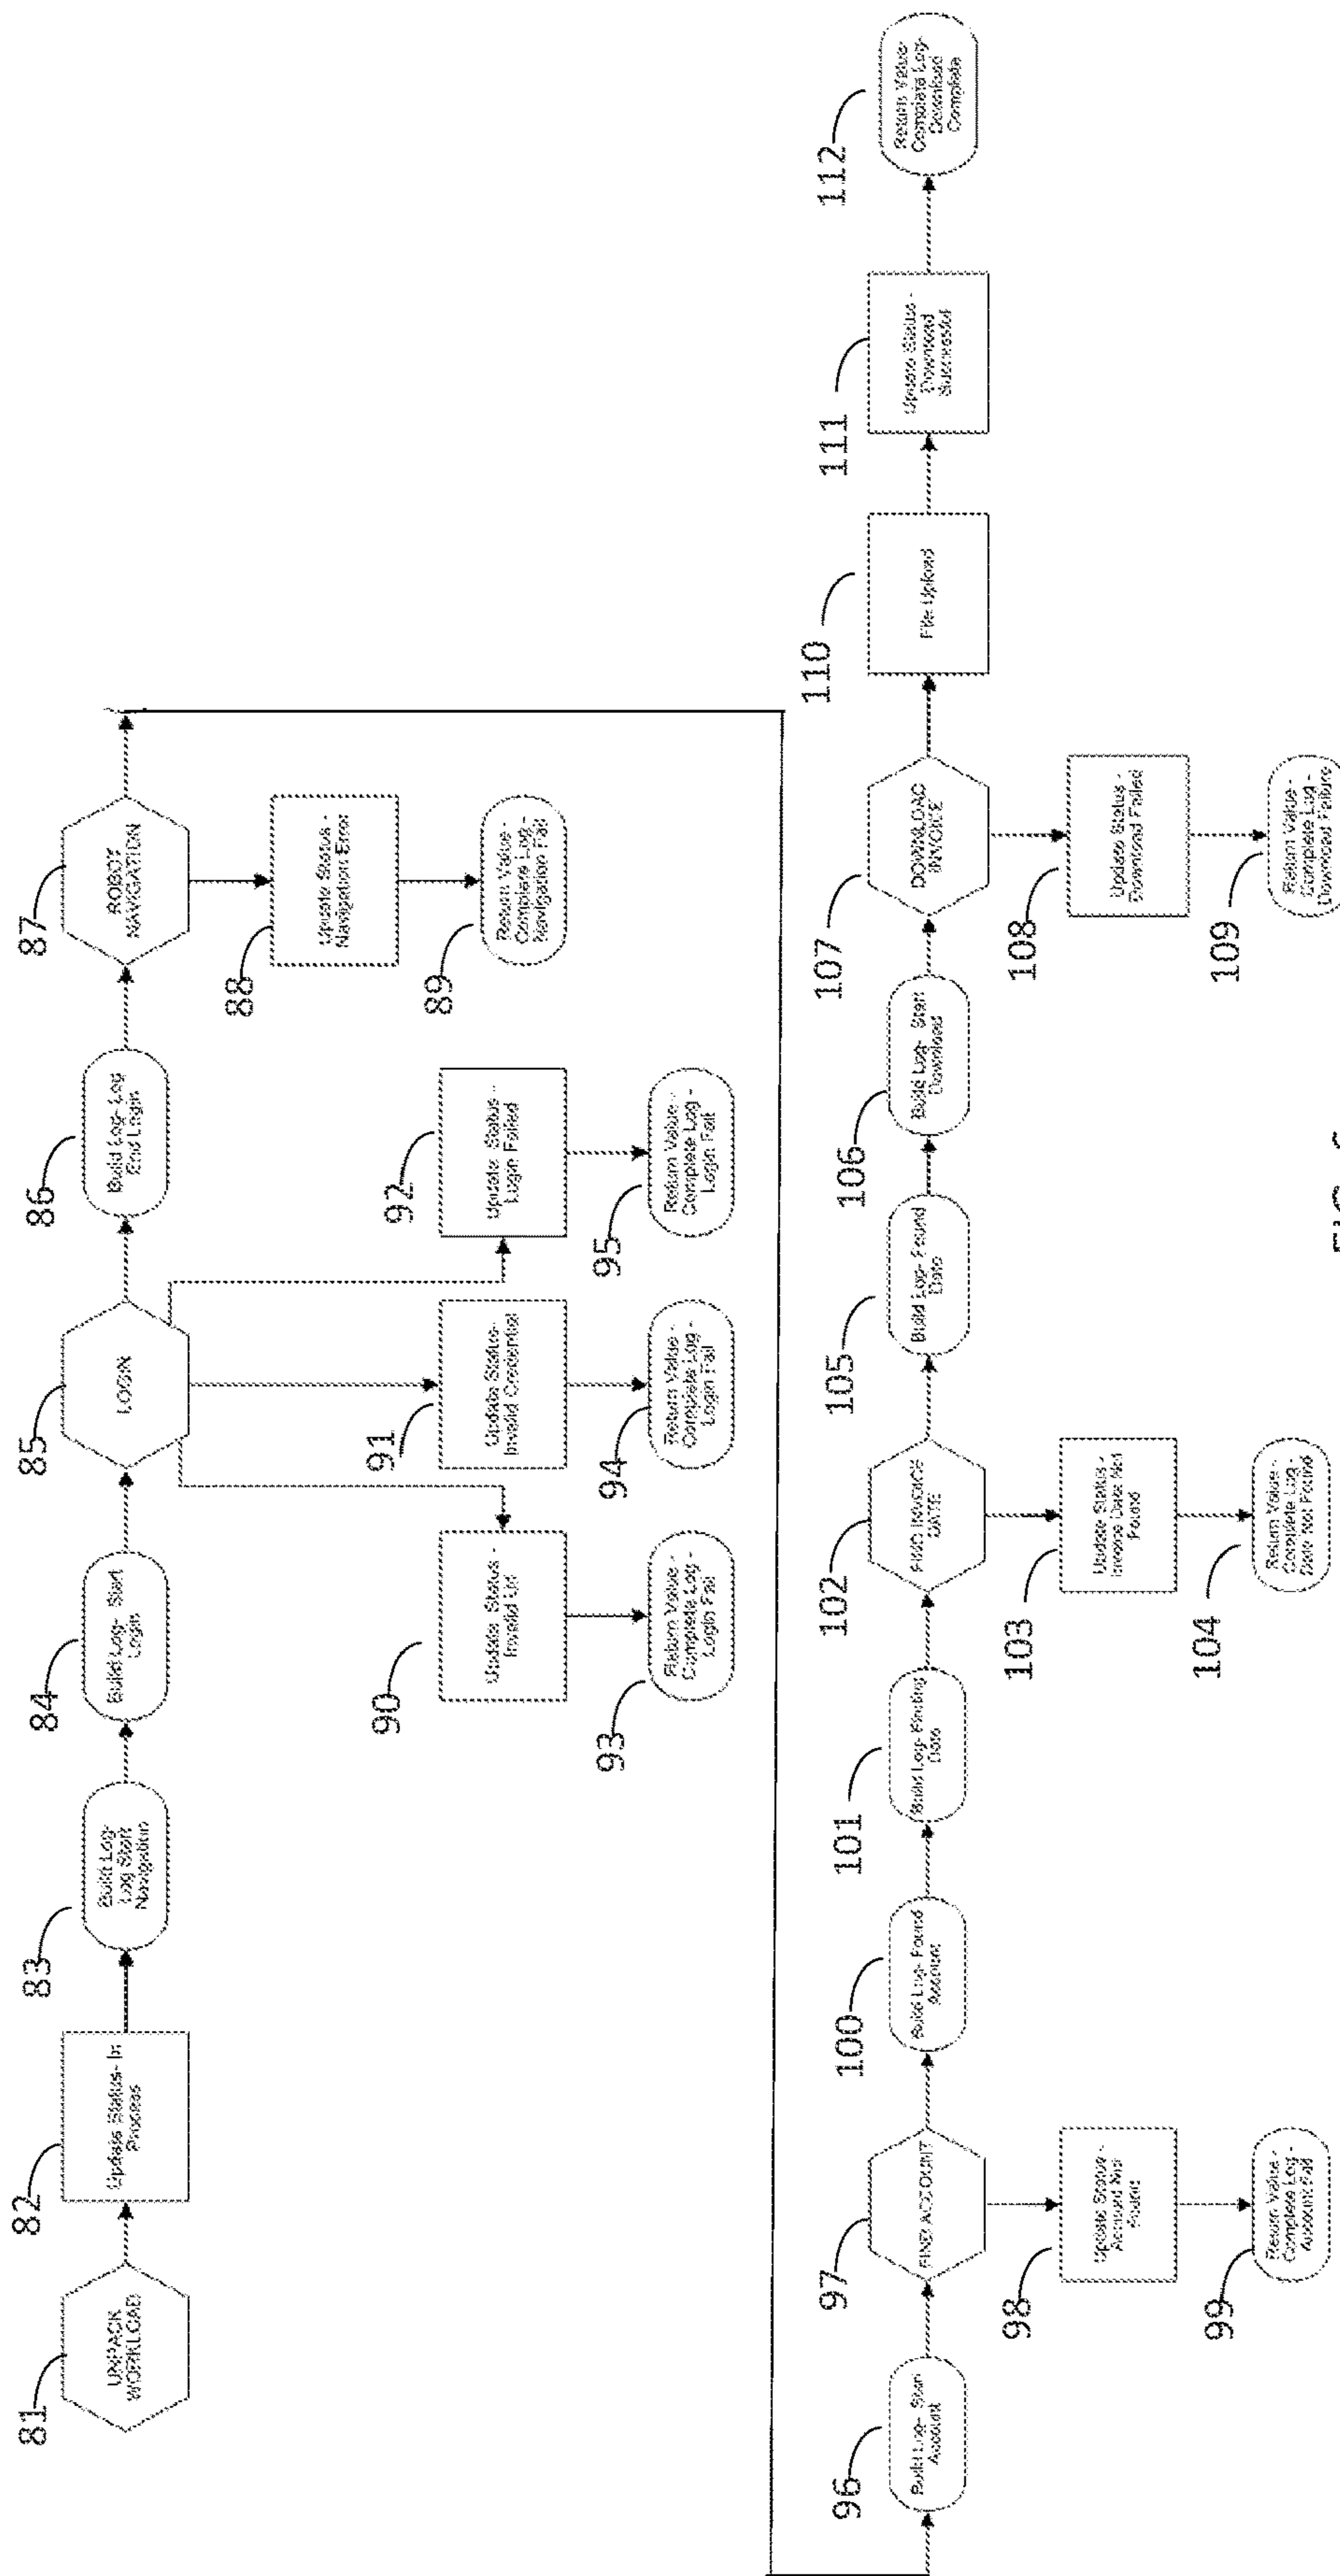 81
UNPACK
WORKLOAD
82
Update Status- In
Process
83
Build Log-
Log Start
Navigation
84
Build Log- Start
Login
85
LOGIN
86
Build Log- Log
End Login
87
ROBOT
NAVIGATION
88
Update Status -
Navigation Error
89
Return Value -
Complete Log -
Navigation Fail
90
Update Status -
Invalid Url
91
Update Status-
Invalid Credential
92
Update Status -
Login Failed
93
Return Value -
Complete Log -
Login Fail
94
Return Value -
Complete Log -
Login Fail
95
Return Value -
Complete Log -
Login Fail
96
Build Log- Start
Account
97
FIND ACCOUNT
98
Update Status -
Account Not
Found
99
Return Value -
Complete Log -
Account Fail
100
Build Log- Found
Account
101
Build Log- Finding
Date
102
FIND INVOICE
DATE
103
Update Status -
Invoice Date Not
Found
104
Return Value -
Complete Log -
Date Not Found
105
Build Log- Found
Date
106
Build Log- Start
Download
107
DOWNLOAD
INVOICE
108
Update Status -
Download Failed
109
Return Value -
Complete Log -
Download Failure
110
File Upload
111
Update Status -
Download
Successful
112
Return Value-
Complete Log-
Download
Complete
FIG.